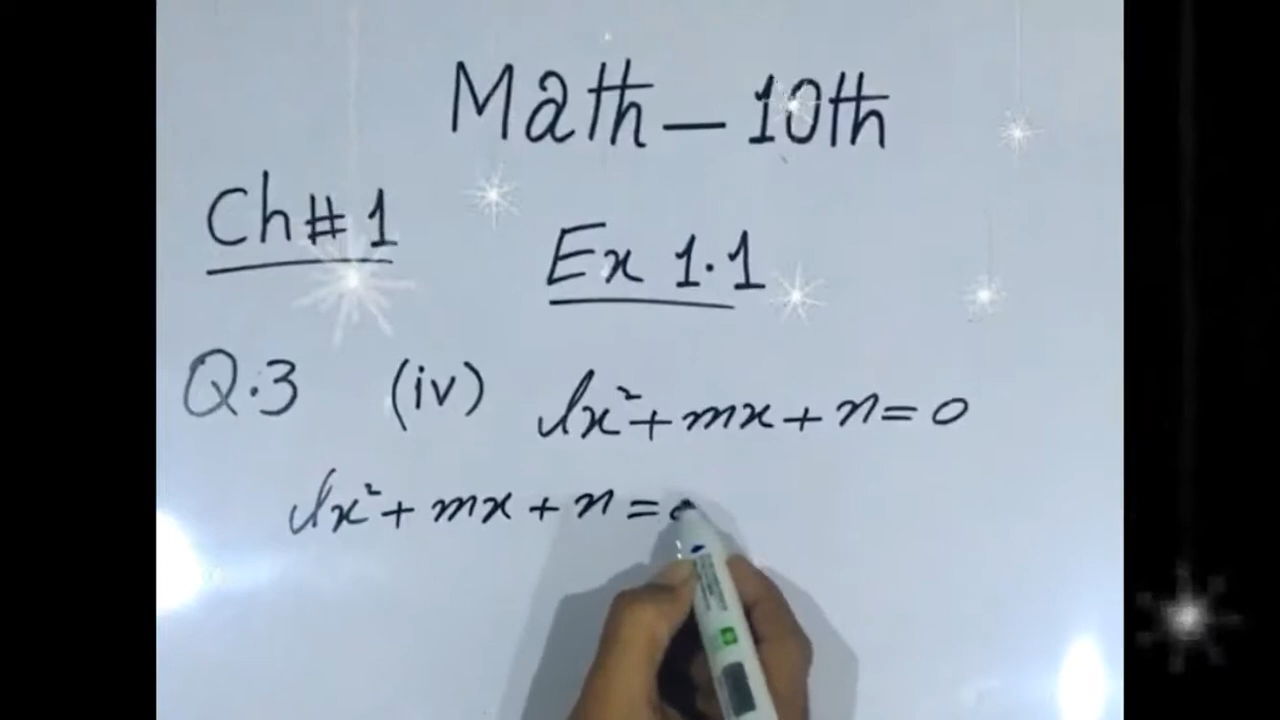 Math - 10th
Ch # 1
Ex 1.1
Q.3 (iv) lx² + mx + n = 0
lx² + mx + n = 0